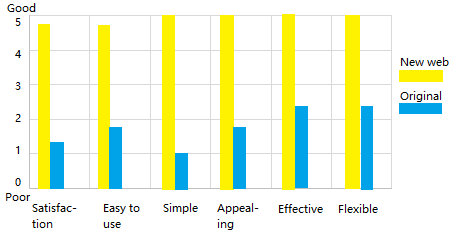 Good
5
4
3
2
1
0
Poor
New web
Original
Satisfac-
tion
Easy to
use
Simple
Appeal-
ing
Effective
Flexible